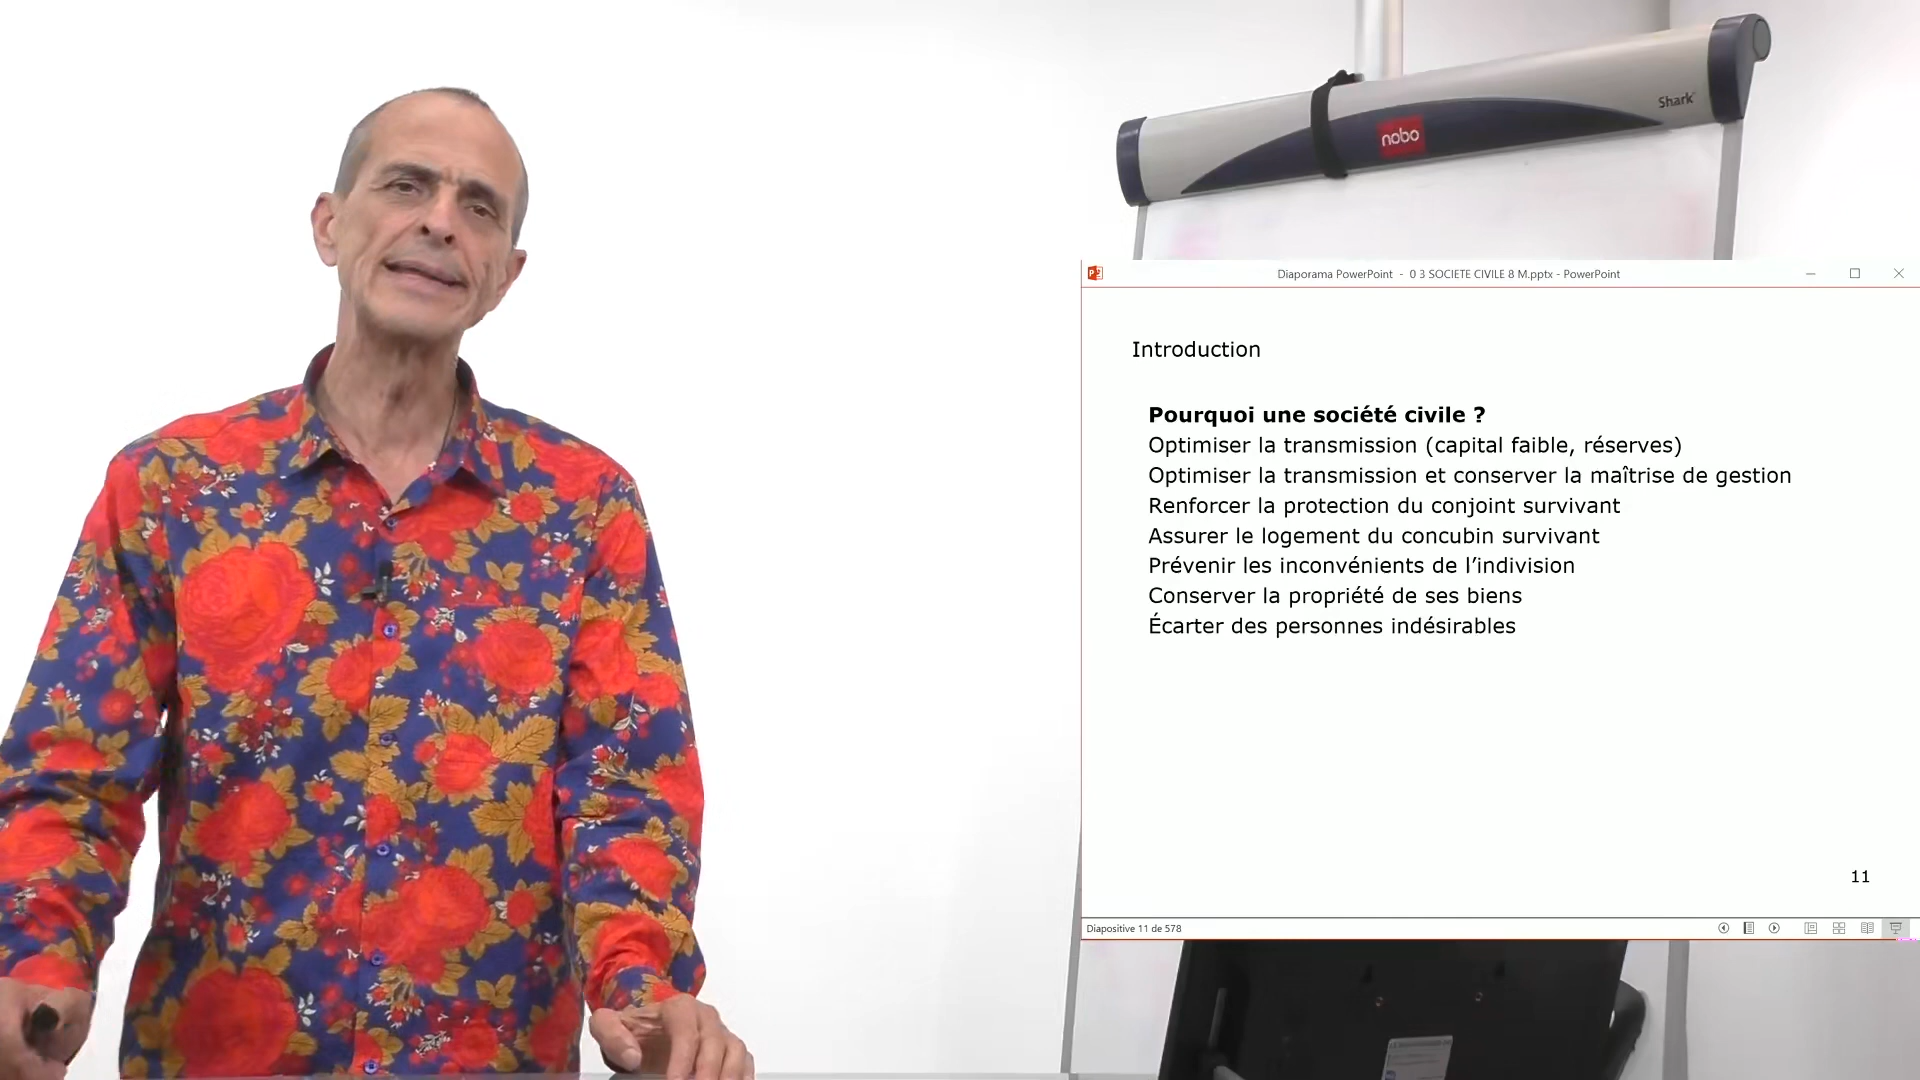 Shark
nobo
Diaporama PowerPoint - 0 3 SOCIETE CIVILE 8 M.pptx - PowerPoint
Introduction
Pourquoi une société civile ?
Optimiser la transmission (capital faible, réserves)
Optimiser la transmission et conserver la maîtrise de gestion
Renforcer la protection du conjoint survivant
Assurer le logement du concubin survivant
Prévenir les inconvénients de l’indivision
Conserver la propriété de ses biens
Écarter des personnes indésirables
11
Diapositive 11 de 578